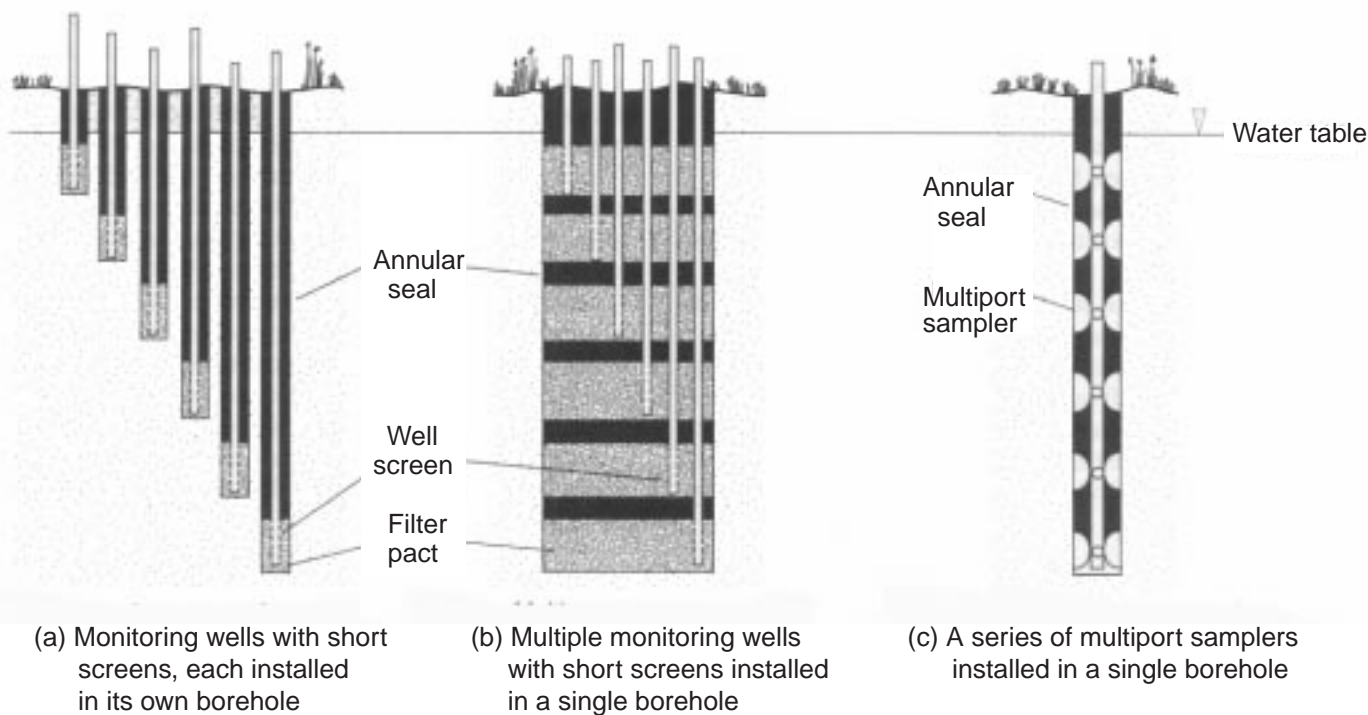 Water table
Annular
seal
Annular
seal
Multiport
sampler
Well
screen
Filter
pact
(a) Monitoring wells with short
screens, each installed
in its own borehole
(b) Multiple monitoring wells
with short screens installed
in a single borehole
(c) A series of multiport samplers
installed in a single borehole